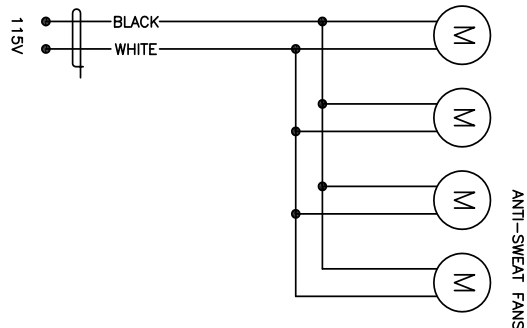 115V
BLACK
WHITE
M
M
M
M
ANTI-SWEAT FANS